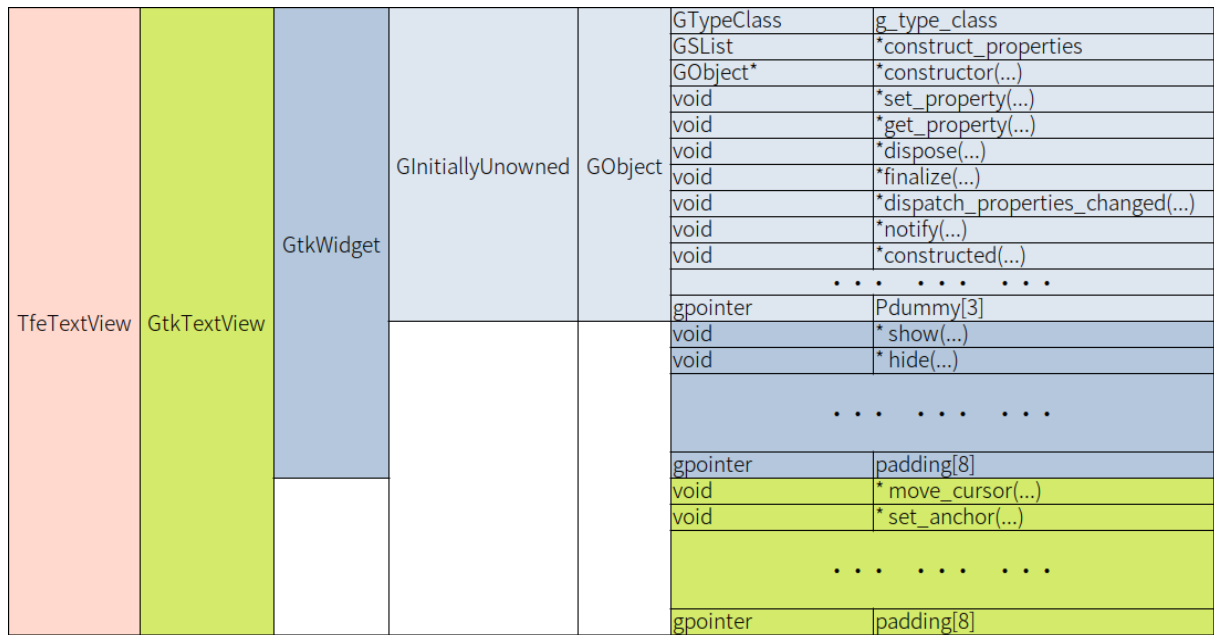 GTypeClass g_type_class
GSList *construct_properties
GObject* *constructor(...)
void *set_property(...)
void *get_property(...)
void *dispose(...)
GInitiallyUnowned GObject
void *finalize(...)
void *dispatch_properties_changed(...)
void *notify(...)
GtkWidget
void *constructed(...)
... ... ...
gpointer Pdummy[3]
TfeTextView GtkTextView
void * show(...)
void * hide(...)
... ... ...
gpointer padding[8]
void * move_cursor(...)
void * set_anchor(...)
... ... ...
gpointer padding[8]